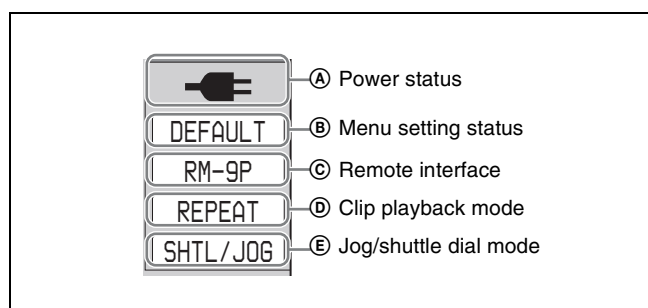 Ⓐ Power status
DEFAULT Ⓑ Menu setting status
RM-9P Ⓒ Remote interface
REPEAT Ⓓ Clip playback mode
SHTL/JOG Ⓔ Jog/shuttle dial mode